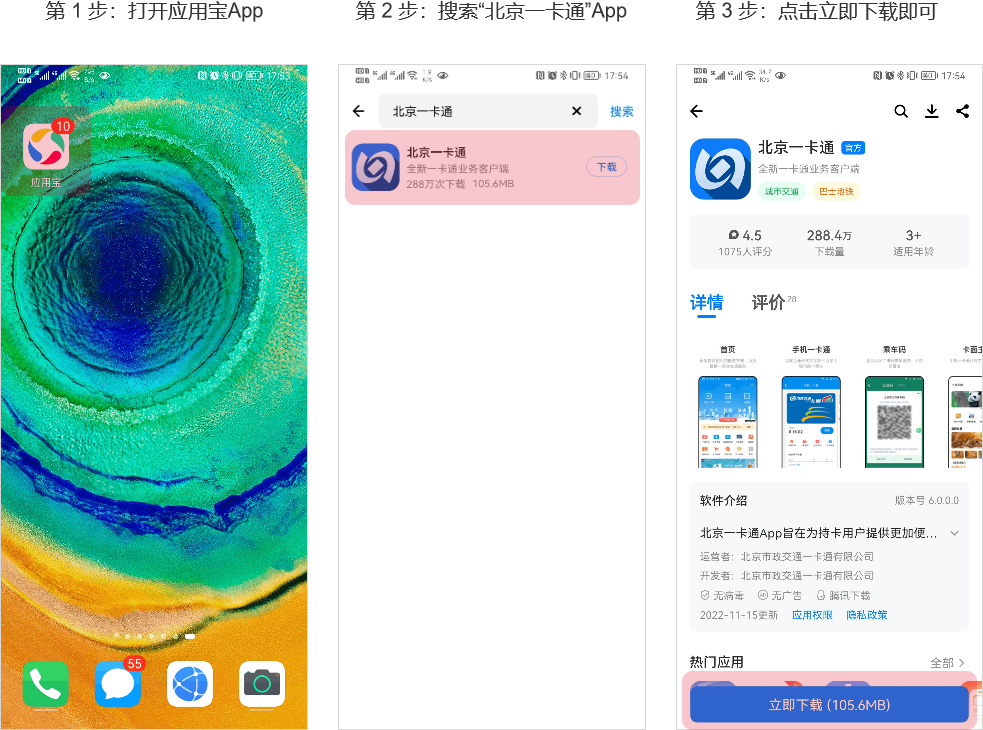 第 1 步：打开应用宝App
第 2 步：搜索“北京一卡通”App
第 3 步：点击立即下载即可
17:53
10
应用宝
55
17:54
北京一卡通
搜索
北京一卡通
全新一卡通业务客户端
288万次下载 105.6MB
下载
17:54
北京一卡通 官方
全新一卡通业务客户端
城市交通 巴士地铁
4.5 288.4万 3+
1075人评分 下载量 适用年龄
详情 评价 28
首页 手机一卡通 乘车码
软件介绍 版本号 6.0.0.0
北京一卡通App旨在为持卡用户提供更加便...
运营者：北京市政交通一卡通有限公司
开发者：北京市政交通一卡通有限公司
无病毒 无广告 腾讯下载
2022-11-15更新 应用权限 隐私政策
热门应用 全部
立即下载 (105.6MB)